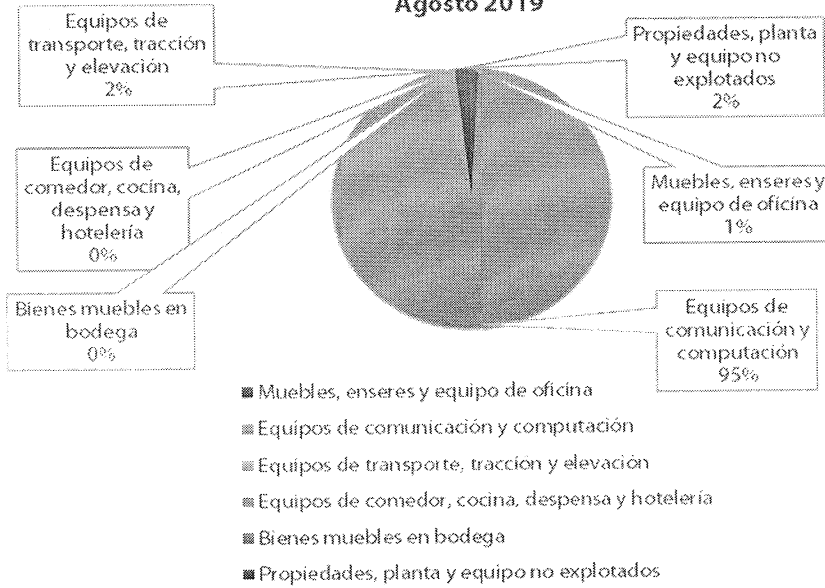 Agosto 2019
Equipos de
transporte, tracción
y elevación
2%
Propiedades, planta
y equipo no
explotados
2%
Equipos de
comedor, cocina,
despensa y
hotelería
0%
Muebles, enseres y
equipo de oficina
1%
Bienes muebles en
bodega
0%
Equipos de
comunicación y
computación
95%
Muebles, enseres y equipo de oficina
Equipos de comunicación y computación
Equipos de transporte, tracción y elevación
Equipos de comedor, cocina, despensa y hotelería
Bienes muebles en bodega
Propiedades, planta y equipo no explotados